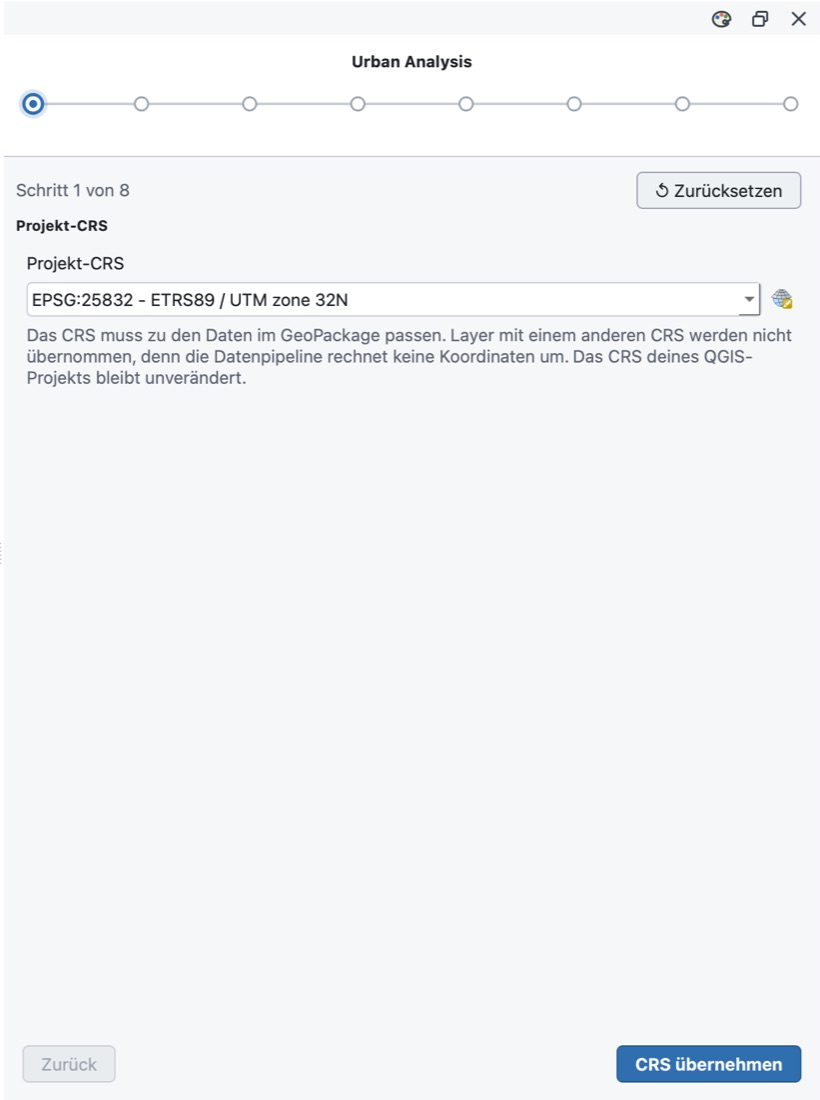 Urban Analysis
Schritt 1 von 8
Zurücksetzen
Projekt-CRS
Projekt-CRS
EPSG:25832 - ETRS89 / UTM zone 32N
Das CRS muss zu den Daten im GeoPackage passen. Layer mit einem anderen CRS werden nicht
übernommen, denn die Datenpipeline rechnet keine Koordinaten um. Das CRS deines QGIS-
Projekts bleibt unverändert.
Zurück
CRS übernehmen